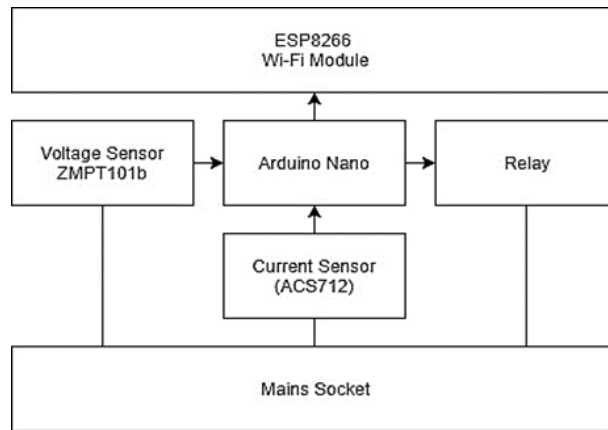 ESP8266
Wi-Fi Module
Voltage Sensor
ZMPT101b
Arduino Nano
Relay
Current Sensor
(ACS712)
Mains Socket